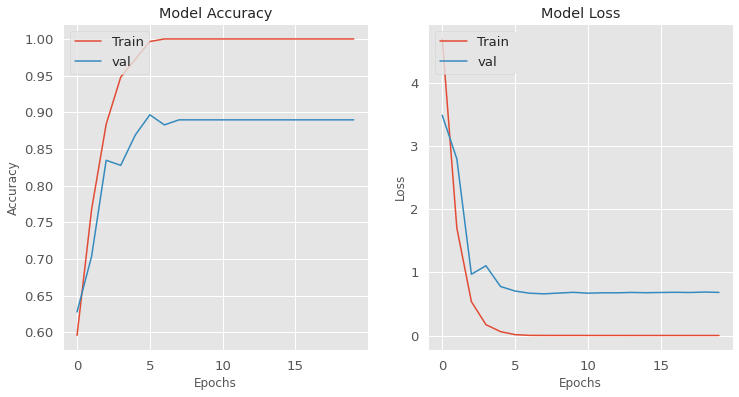 Model Accuracy
Train
val
1.00
0.95
0.90
0.85
0.80
0.75
0.70
0.65
0.60
Accuracy
0
5
10
15
Epochs
Model Loss
Train
val
4
3
2
1
0
Loss
0
5
10
15
Epochs